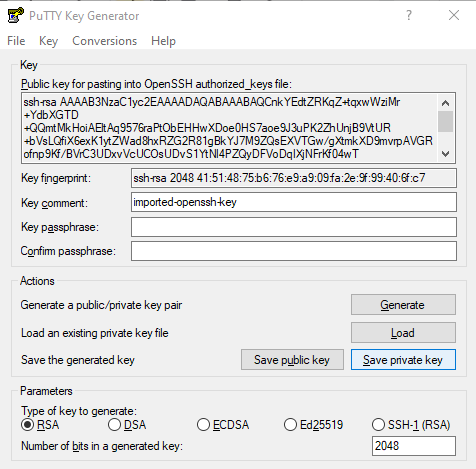 PuTTY Key Generator
File Key Conversions Help
Key
Public key for pasting into OpenSSH authorized_keys file:
ssh-rsa AAAAB3NzaC1yc2EAAAADAQABAAABAQCnkYEdtZRKqZ+tqxwWziMr
+YdbXGTD
+QQmtMkHoiAEltAq9576raPtObEHHwXDoe0HS7aoe9J3uPK2ZhUnjB9VtUR
+bVsLQfiX6exK1ytZWad8hxRZG2R81gBkYJ7M9ZQsEXVTGw/gXtmkXD9mvrpAVGR
ofnp9Kf/BVrC3UDxvVcUCOsUDvS1YtNl4PZQyDFVoDqIXjNFrKf04wT
Key fingerprint: ssh-rsa 2048 41:51:48:75:b6:76:e9:a9:09:fa:2e:9f:99:40:6f:c7
Key comment: imported-openssh-key
Key passphrase:
Confirm passphrase:
Actions
Generate a public/private key pair Generate
Load an existing private key file Load
Save the generated key Save public key Save private key
Parameters
Type of key to generate:
RSA DSA ECDSA Ed25519 SSH-1 (RSA)
Number of bits in a generated key: 2048